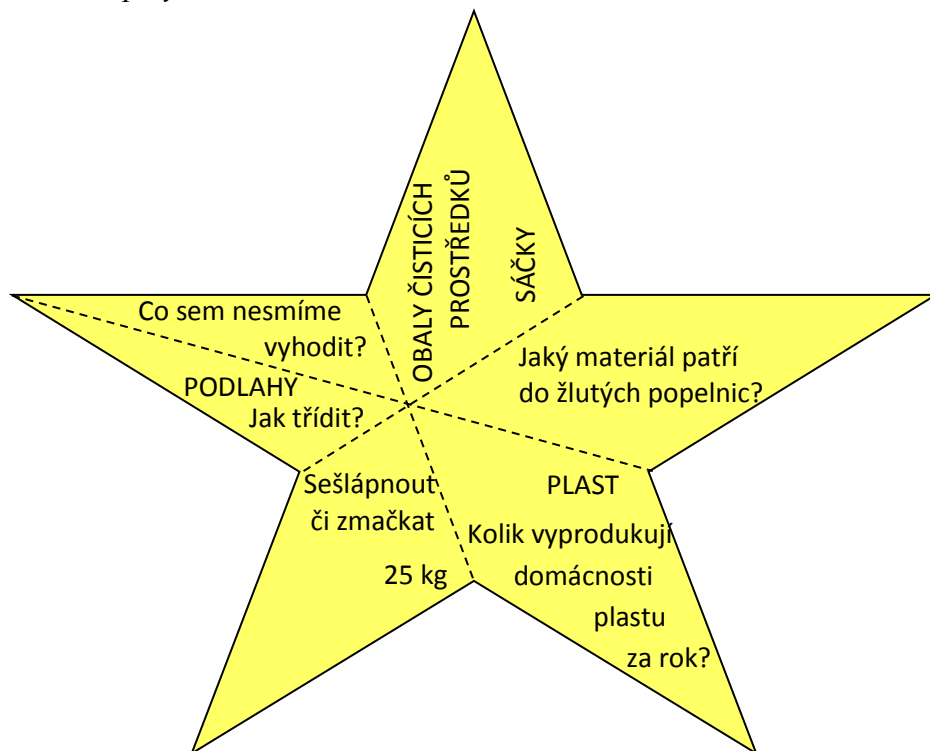 OBALY ČISTICÍCH
PROSTŘEDKŮ
SÁČKY
Co sem nesmíme
vyhodit?
PODLAHY
Jak třídit?
Jaký materiál patří
do žlutých popelnic?
Sešlápnout
či zmačkat
25 kg
PLAST
Kolik vyprodukují
domácnosti
plastu
za rok?